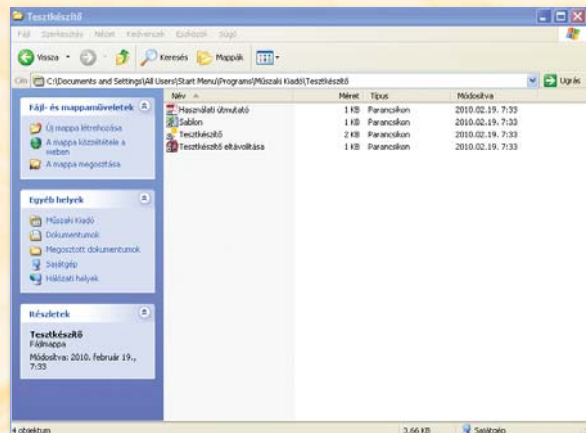 Tesztkészítő
Fájl Szerkesztés Nézet Kedvencek Eszközök Súgó
Vissza Keresés Mappák
Cím C:\Documents and Settings\All Users\Start Menu\Programs\Műszaki Kiadó\Tesztkészítő Ugrás
Fájl- és mappaműveletek
Új mappa létrehozása
A mappa közzététele a
weben
A mappa megosztása
Egyéb helyek
Műszaki Kiadó
Dokumentumok
Megosztott dokumentumok
Sajátgép
Hálózati helyek
Részletek
Tesztkészítő
Fájlmappa
Módosítva: 2010. február 19.,
7:33
Név Méret Típus Módosítva
Használati útmutató 1 KB Parancsikon 2010.02.19. 7:33
Sablon 1 KB Parancsikon 2010.02.19. 7:33
Tesztkészítő 2 KB Parancsikon 2010.02.19. 7:33
Tesztkészítő eltávolítása 1 KB Parancsikon 2010.02.19. 7:33
4 objektum 3,66 KB Sajátgép